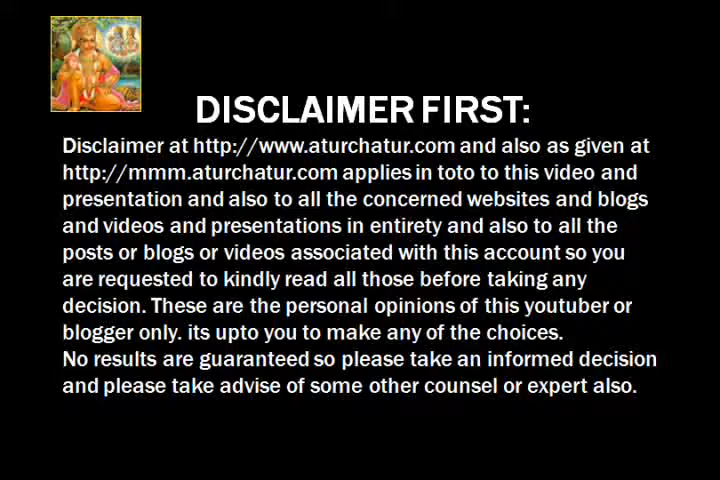 DISCLAIMER FIRST:
Disclaimer at http://www.aturchatur.com and also as given at
http://mmm.aturchatur.com applies in toto to this video and
presentation and also to all the concerned websites and blogs
and videos and presentations in entirety and also to all the
posts or blogs or videos associated with this account so you
are requested to kindly read all those before taking any
decision. These are the personal opinions of this youtuber or
blogger only. its upto you to make any of the choices.
No results are guaranteed so please take an informed decision
and please take advise of some other counsel or expert also.